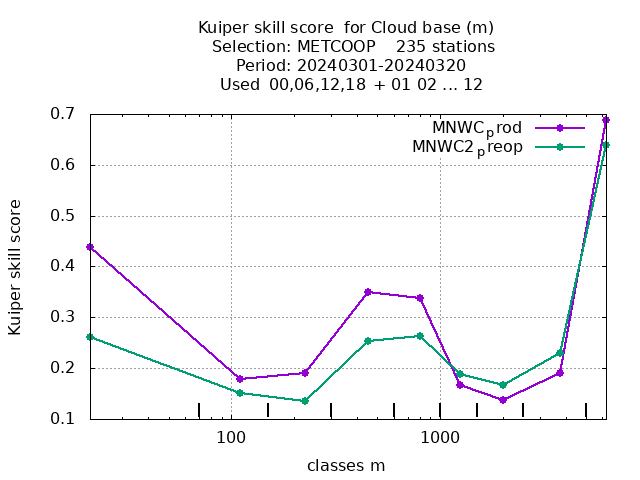 Kuiper skill score for Cloud base (m)
Selection: METCOOP 235 stations
Period: 20240301-20240320
Used 00,06,12,18 + 01 02 ... 12
0.7
0.6
0.5
0.4
0.3
0.2
0.1
Kuiper skill score
MNWC_prod
MNWC2_preop
100
1000
classes m